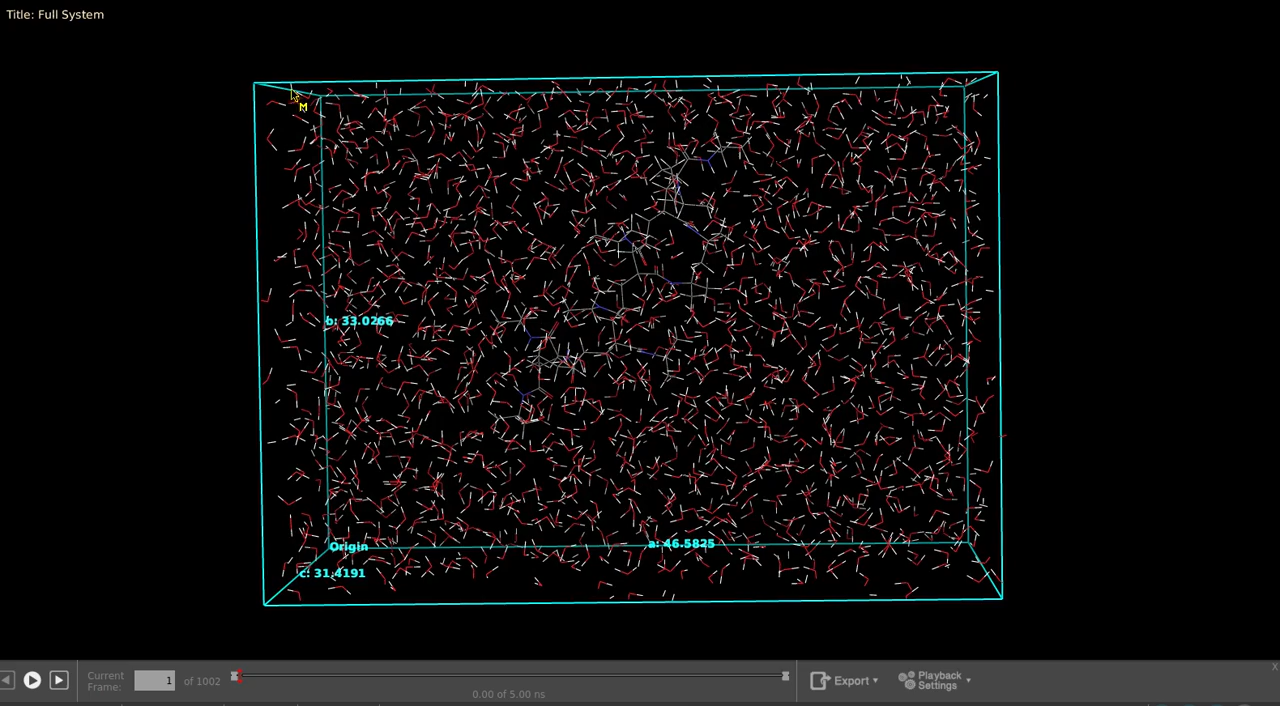 Title: Full System
M
b: 33.0266
Origin
a: 46.5825
c: 31.4191
Current
Frame:
1
of 1002
0.00 of 5.00 ns
Export
Playback
Settings
X